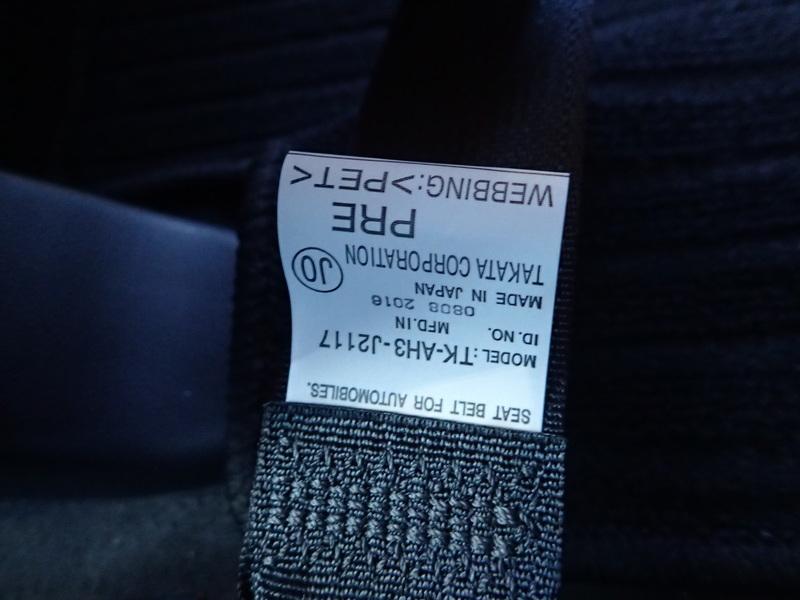 SEAT BELT FOR AUTOMOBILES.
MODEL: TK-AH3-J2117
ID.NO. MFD.IN
0808 2016
MADE IN JAPAN
TAKATA CORPORATION JO
PRE
WEBBING:>PET<